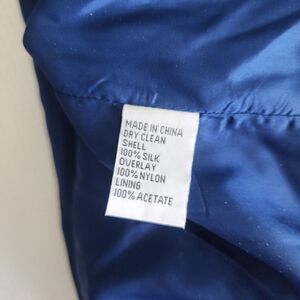 MADE IN CHINA
DRY CLEAN
SHELL
100% SILK
OVERLAY
100% NYLON
LINING
100% ACETATE